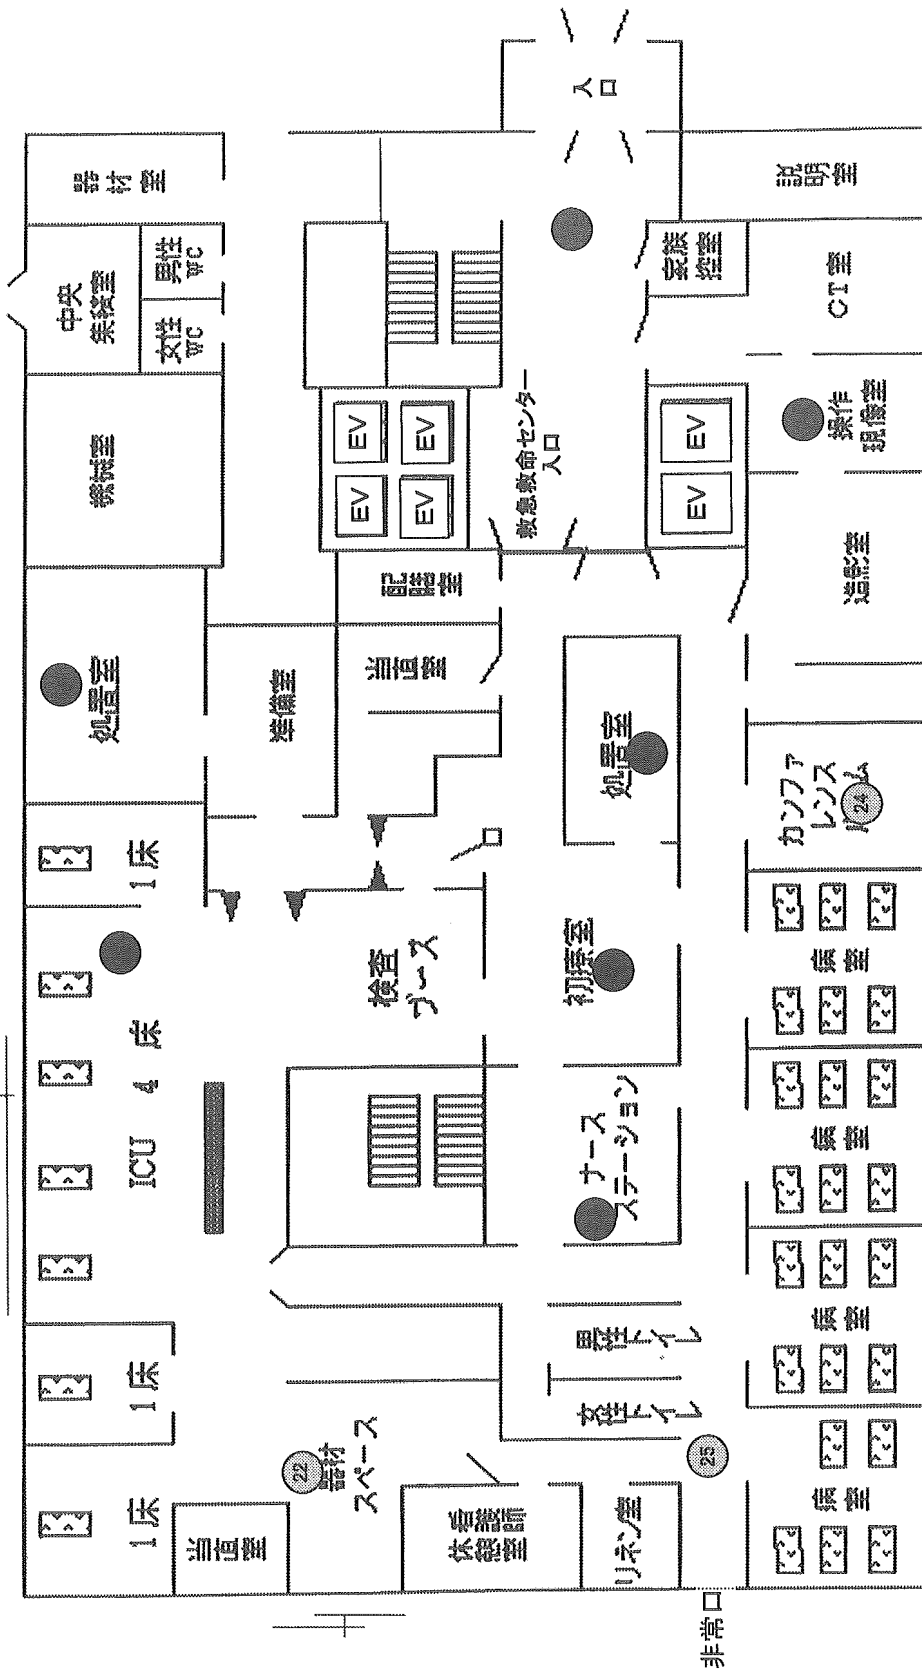 1床
1床
ICU 4 床
1床
処置室
機械室
中央
集積室
器材室
女性
WC
男性
WC
当直室
22
器材
スペース
準備室
検査
ブース
当直室
配膳室
EV
EV
EV
EV
看護師
休憩室
救急救命センター
入口
入口
リネン室
女性トイレ
男性トイレ
ナース
ステーション
初療室
処置室
EV
EV
家族
控室
非常口
25
病室
病室
病室
病室
カンファ
レンス
ルーム
24
造影室
操作
現像室
CT室
説明室